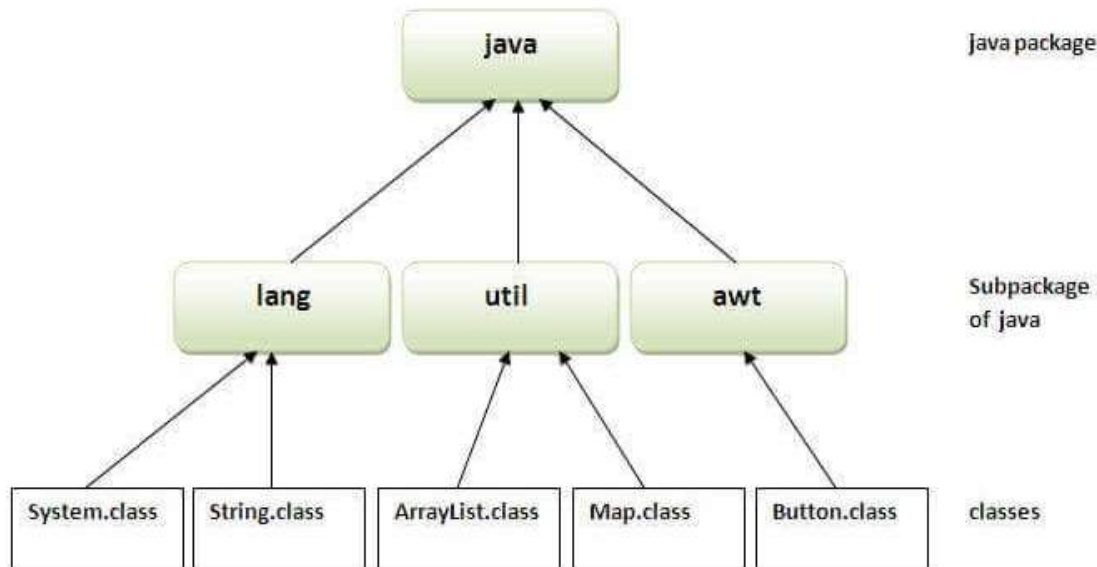 java
java package
lang
util
awt
Subpackage
of java
System.class
String.class
ArrayList.class
Map.class
Button.class
classes